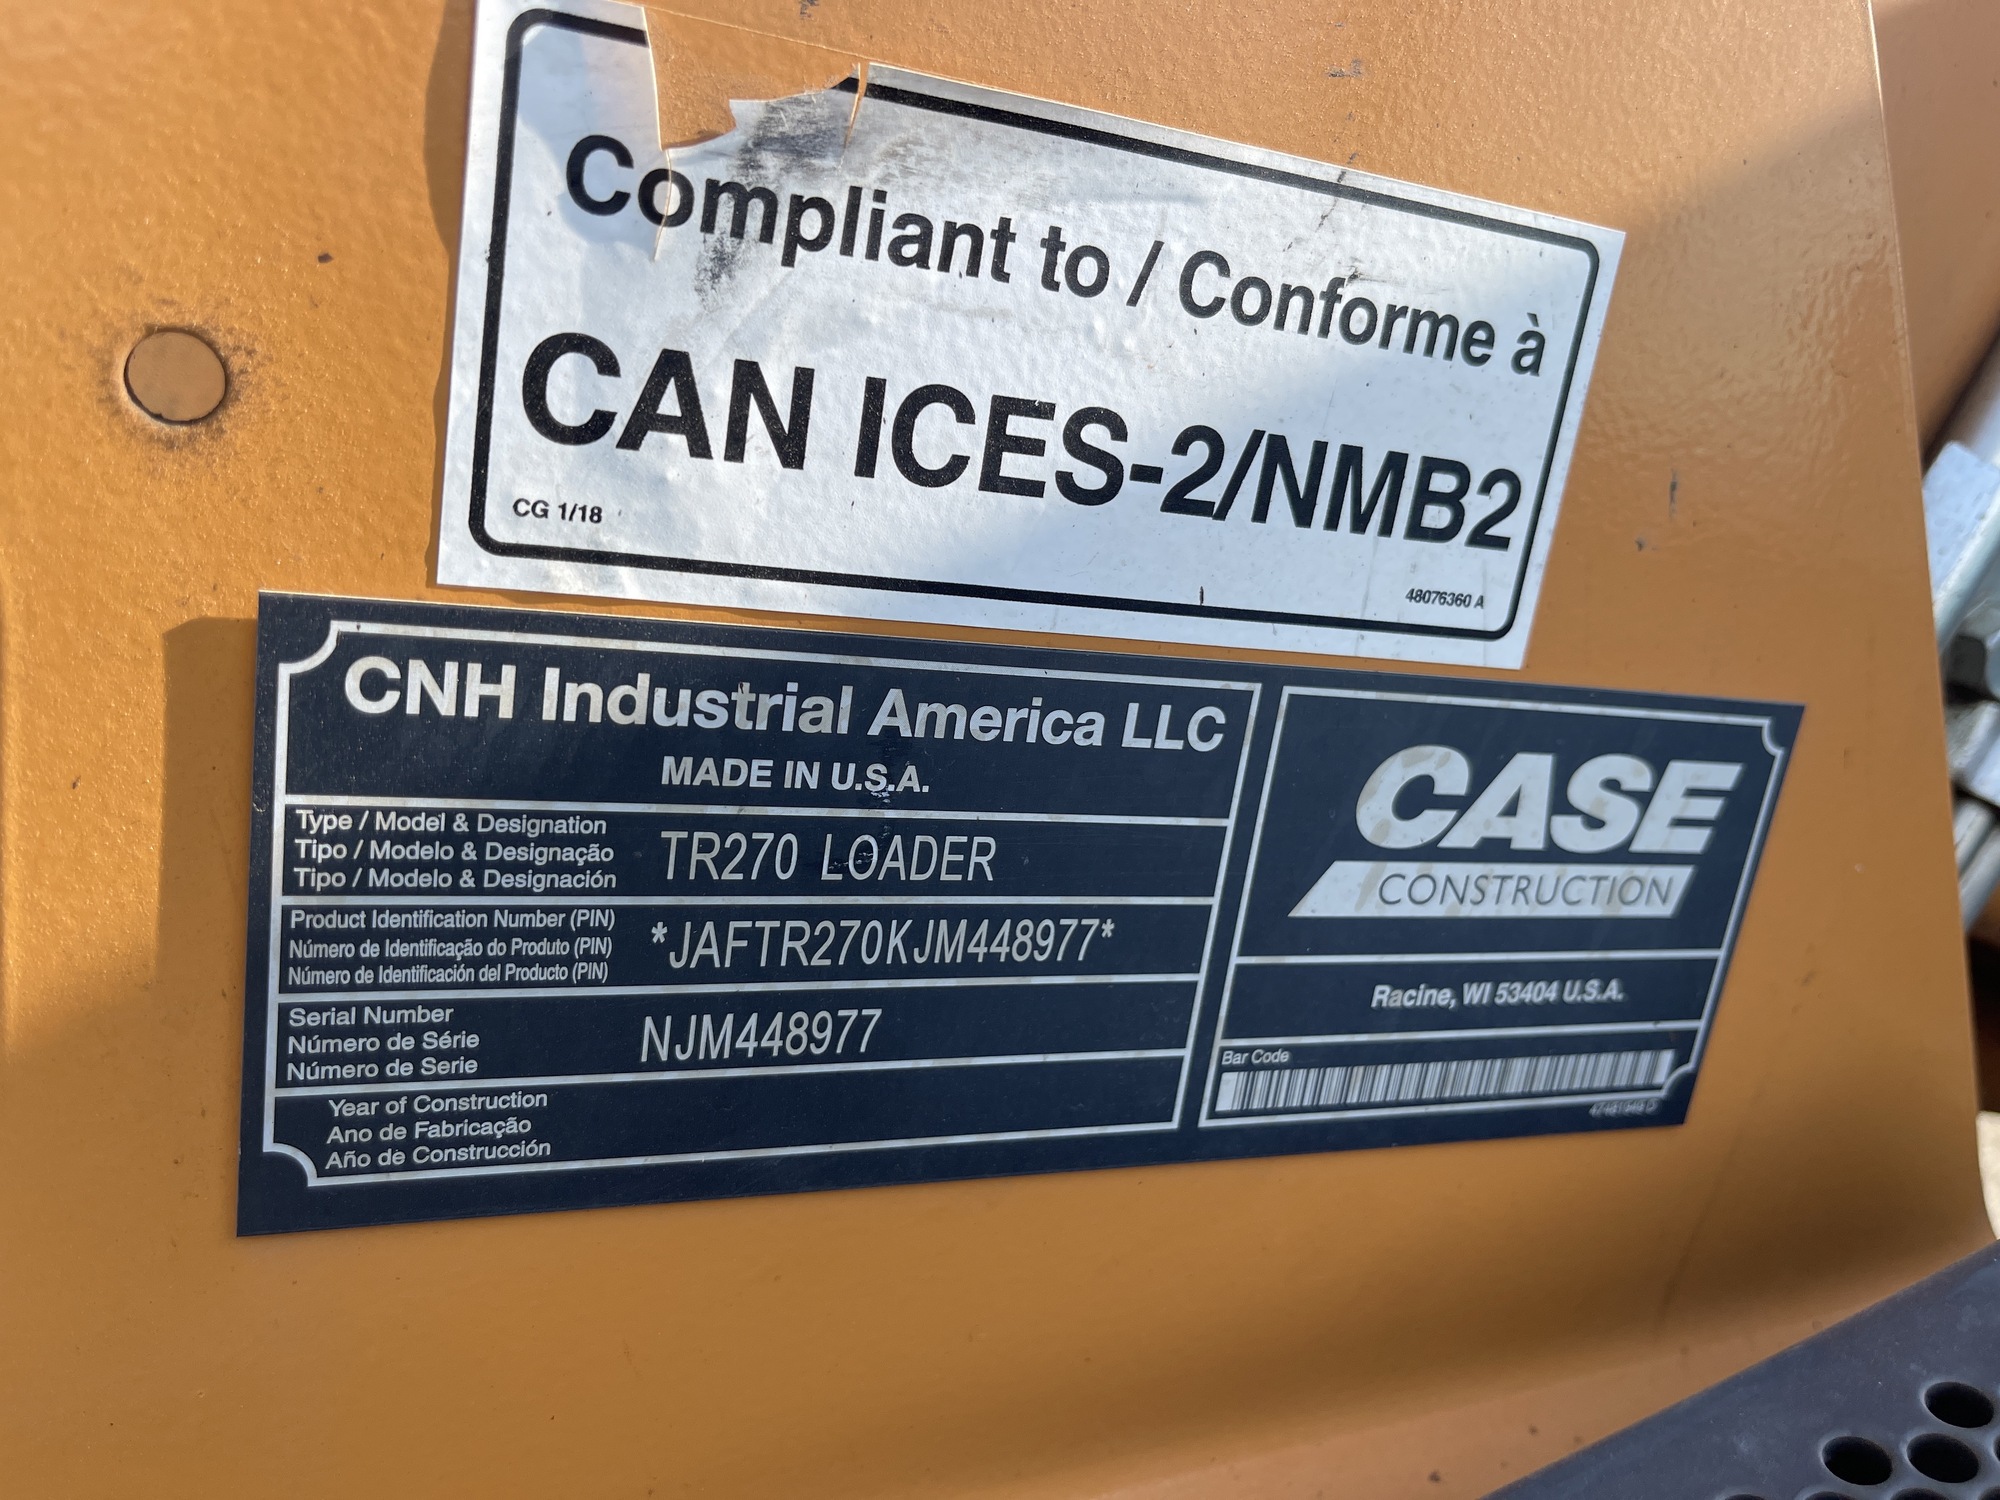 Compliant to / Conforme à
CAN ICES-2/NMB2
CG 1/18
48076360 A
CNH Industrial America LLC
MADE IN U.S.A.
Type / Model & Designation
Tipo / Modelo & Designação
Tipo / Modelo & Designación
TR270 LOADER
Product Identification Number (PIN)
Número de Identificação do Produto (PIN)
Número de Identificación del Producto (PIN)
*JAFTR270KJM448977*
Serial Number
Número de Série
Número de Serie
NJM448977
Year of Construction
Ano de Fabricação
Año de Construcción
CASE
CONSTRUCTION
Racine, WI 53404 U.S.A.
Bar Code